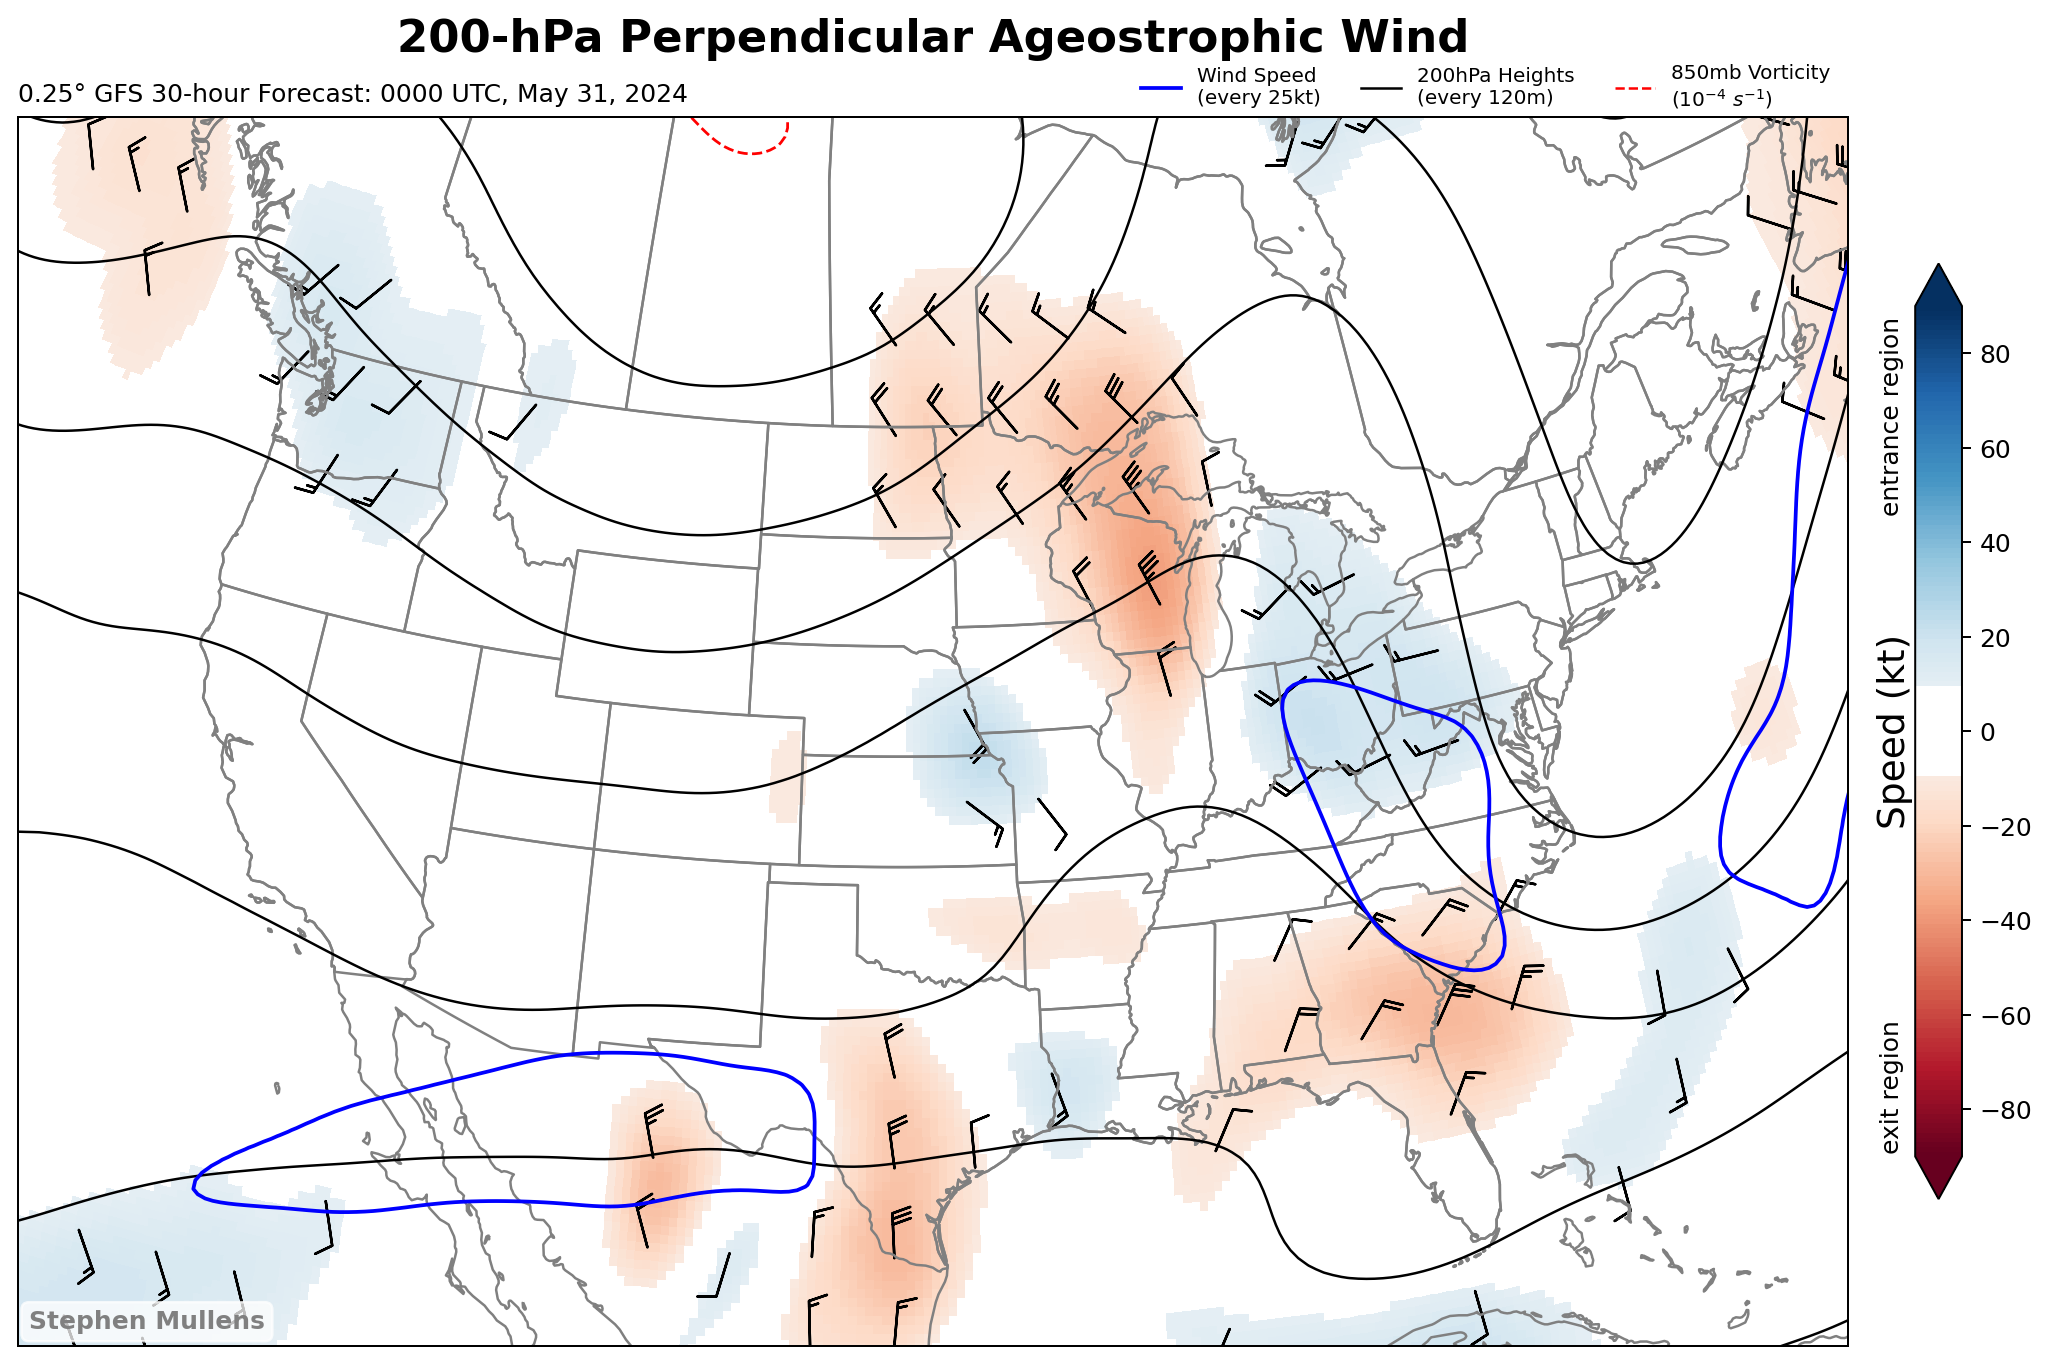 200-hPa Perpendicular Ageostrophic Wind
0.25° GFS 30-hour Forecast: 0000 UTC, May 31, 2024
Wind Speed
(every 25kt)
200hPa Heights
(every 120m)
850mb Vorticity
(10⁻⁴ s⁻¹)
entrance region
Speed (kt)
exit region
80
60
40
20
0
−20
−40
−60
−80
Stephen Mullens